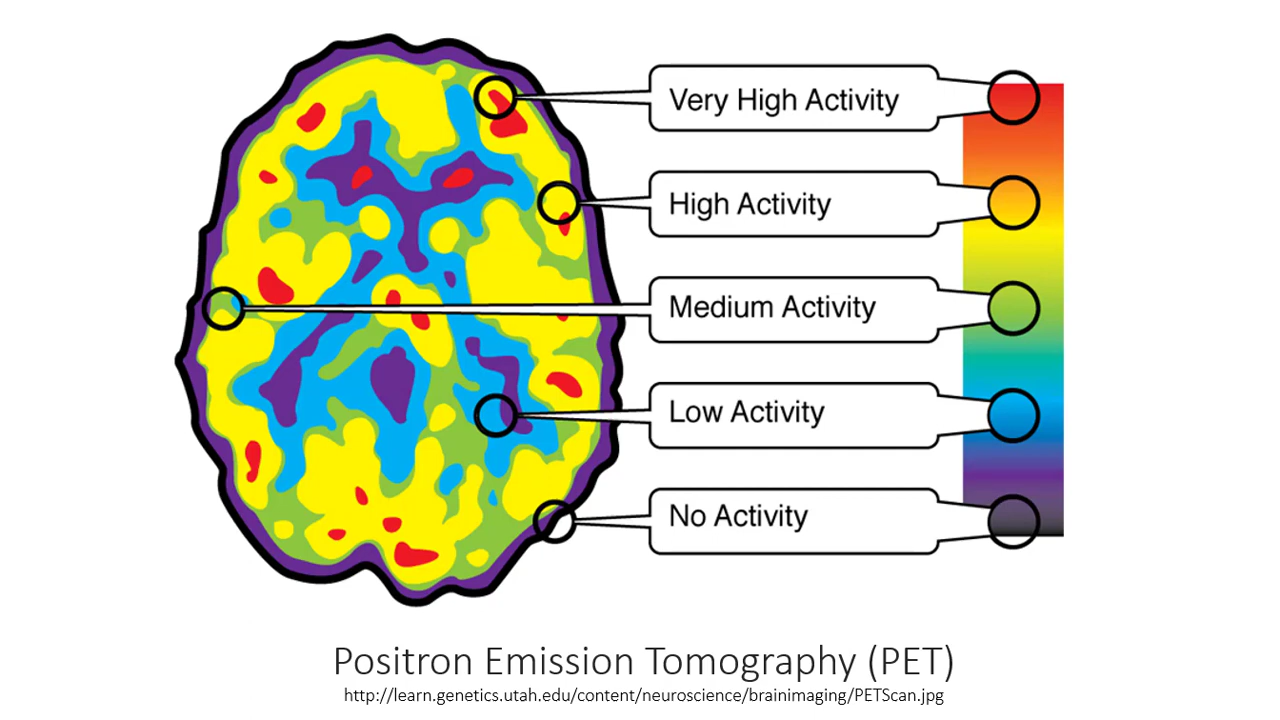 Very High Activity
High Activity
Medium Activity
Low Activity
No Activity
Positron Emission Tomography (PET)
http://learn.genetics.utah.edu/content/neuroscience/brainimaging/PETScan.jpg